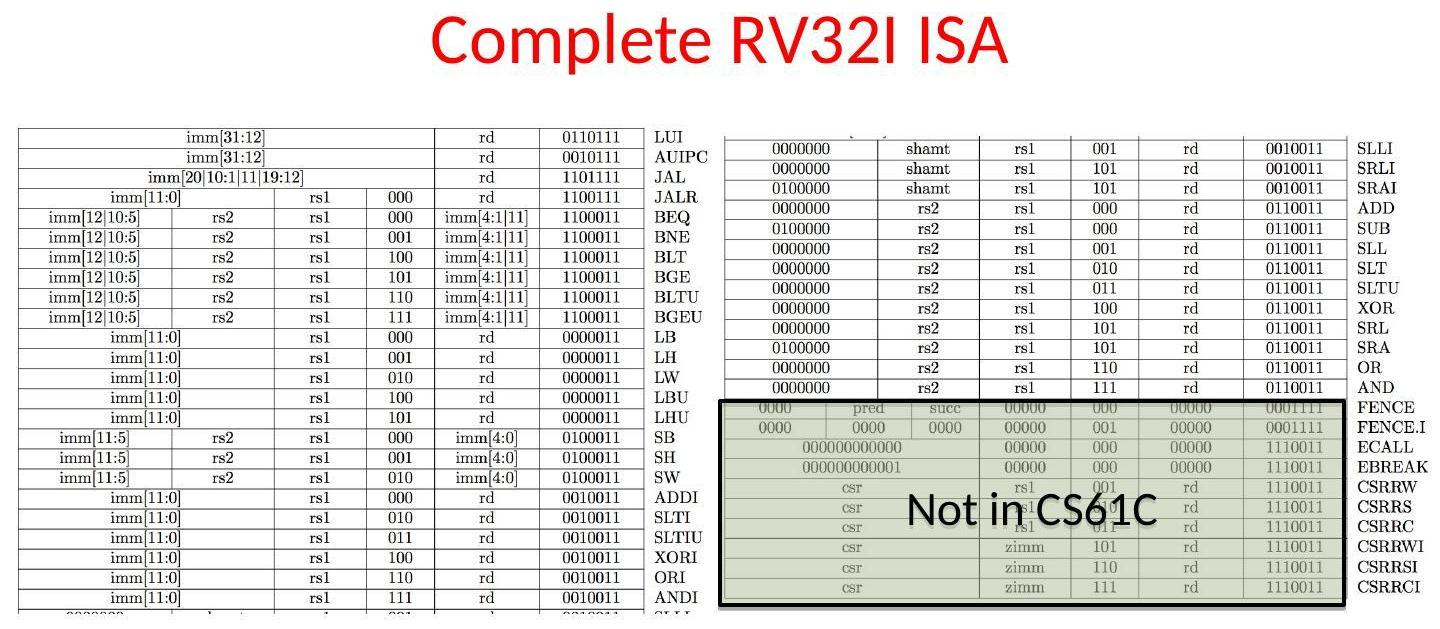 Complete RV32I ISA
imm[31:12] rd 0110111 LUI
imm[31:12] rd 0010111 AUIPC
imm[20|10:1|11|19:12] rd 1101111 JAL
imm[11:0] rs1 000 rd 1100111 JALR
imm[12|10:5] rs2 rs1 000 imm[4:1|11] 1100011 BEQ
imm[12|10:5] rs2 rs1 001 imm[4:1|11] 1100011 BNE
imm[12|10:5] rs2 rs1 100 imm[4:1|11] 1100011 BLT
imm[12|10:5] rs2 rs1 101 imm[4:1|11] 1100011 BGE
imm[12|10:5] rs2 rs1 110 imm[4:1|11] 1100011 BLTU
imm[12|10:5] rs2 rs1 111 imm[4:1|11] 1100011 BGEU
imm[11:0] rs1 000 rd 0000011 LB
imm[11:0] rs1 001 rd 0000011 LH
imm[11:0] rs1 010 rd 0000011 LW
imm[11:0] rs1 100 rd 0000011 LBU
imm[11:0] rs1 101 rd 0000011 LHU
imm[11:5] rs2 rs1 000 imm[4:0] 0100011 SB
imm[11:5] rs2 rs1 001 imm[4:0] 0100011 SH
imm[11:5] rs2 rs1 010 imm[4:0] 0100011 SW
imm[11:0] rs1 000 rd 0010011 ADDI
imm[11:0] rs1 010 rd 0010011 SLTI
imm[11:0] rs1 011 rd 0010011 SLTIU
imm[11:0] rs1 100 rd 0010011 XORI
imm[11:0] rs1 110 rd 0010011 ORI
imm[11:0] rs1 111 rd 0010011 ANDI
0000000 shamt rs1 001 rd 0010011 SLLI
0000000 shamt rs1 101 rd 0010011 SRLI
0100000 shamt rs1 101 rd 0010011 SRAI
0000000 rs2 rs1 000 rd 0110011 ADD
0100000 rs2 rs1 000 rd 0110011 SUB
0000000 rs2 rs1 001 rd 0110011 SLL
0000000 rs2 rs1 010 rd 0110011 SLT
0000000 rs2 rs1 011 rd 0110011 SLTU
0000000 rs2 rs1 100 rd 0110011 XOR
0000000 rs2 rs1 101 rd 0110011 SRL
0100000 rs2 rs1 101 rd 0110011 SRA
0000000 rs2 rs1 110 rd 0110011 OR
0000000 rs2 rs1 111 rd 0110011 AND
0000 pred succ 00000 000 00000 0001111 FENCE
0000 0000 0000 00000 001 00000 0001111 FENCE.I
000000000000 00000 000 00000 1110011 ECALL
000000000001 00000 000 00000 1110011 EBREAK
csr rs1 001 rd 1110011 CSRRW
csr rd 1110011 CSRRS
Not in CS61C
csr rs1 011 rd 1110011 CSRRC
csr zimm 101 rd 1110011 CSRRWI
csr zimm 110 rd 1110011 CSRRSI
csr zimm 111 rd 1110011 CSRRCI